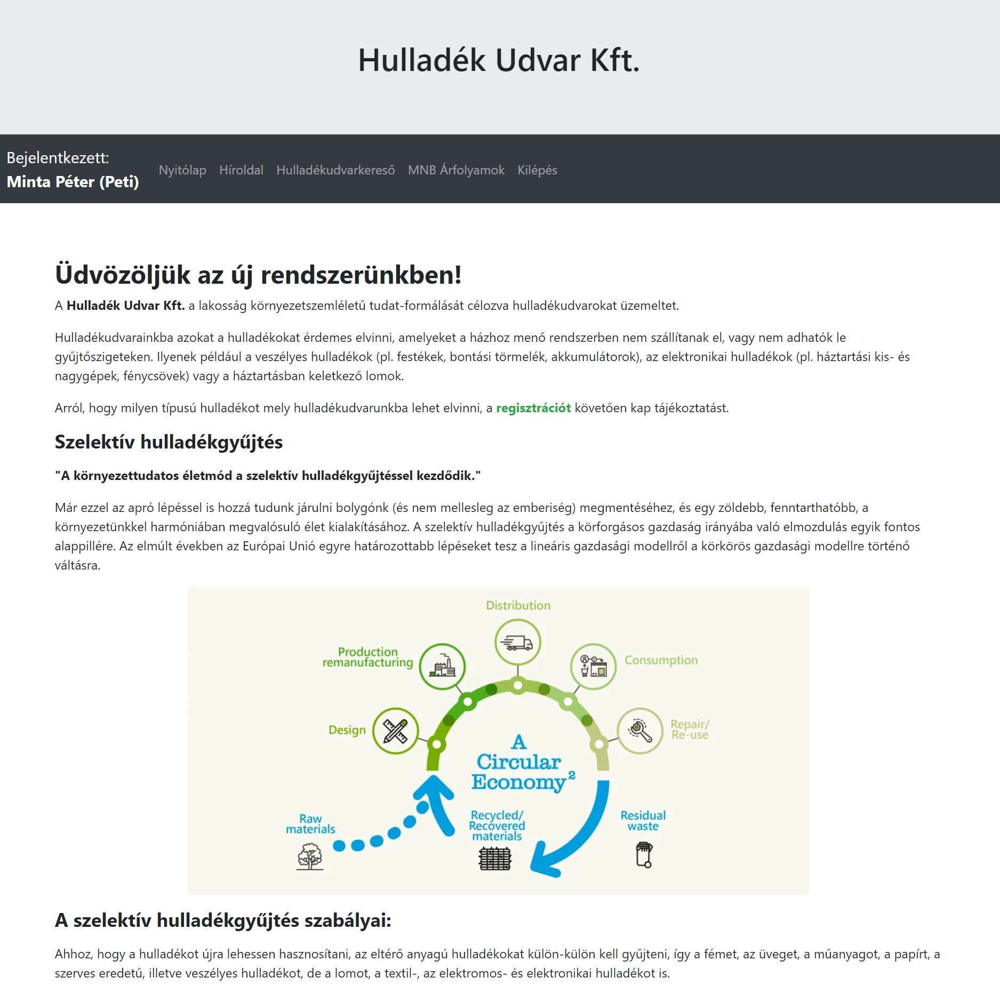 Hulladék Udvar Kft.
Bejelentkezett:
Minta Péter (Peti)
Nyitólap Híroldal Hulladékudvarkereső MNB Árfolyamok Kilépés
Üdvözöljük az új rendszerünkben!
A Hulladék Udvar Kft. a lakosság környezetszemléletű tudat-formálását célozva hulladékudvarokat üzemeltet.
Hulladékudvarainkba azokat a hulladékokat érdemes elvinni, amelyeket a házhoz menő rendszerben nem szállítanak el, vagy nem adhatók le
gyűjtőszigeteken. Ilyenek például a veszélyes hulladékok (pl. festékek, bontási törmelék, akkumulátorok), az elektronikai hulladékok (pl. háztartási kis- és
nagygépek, fénycsövek) vagy a háztartásban keletkező lomok.
Arról, hogy milyen típusú hulladékot mely hulladékudvarunkba lehet elvinni, a regisztrációt követően kap tájékoztatást.
Szelektív hulladékgyűjtés
"A környezettudatos életmód a szelektív hulladékgyűjtéssel kezdődik."
Már ezzel az apró lépéssel is hozzá tudunk járulni bolygónk (és nem mellesleg az emberiség) megmentéséhez, és egy zöldebb, fenntarthatóbb, a
környezetünkkel harmóniában megvalósuló élet kialakításához. A szelektív hulladékgyűjtés a körforgásos gazdaság irányába való elmozdulás egyik fontos
alappillére. Az elmúlt években az Európai Unió egyre határozottabb lépéseket tesz a lineáris gazdasági modellről a körkörös gazdasági modellre történő
váltásra.
Distribution
Production
remanufacturing
Consumption
Design
Repair/
Re-use
A
Circular
Economy²
Raw
materials
Recycled/
Recovered
materials
Residual
waste
A szelektív hulladékgyűjtés szabályai:
Ahhoz, hogy a hulladékot újra lehessen hasznosítani, az eltérő anyagú hulladékokat külön-külön kell gyűjteni, így a fémet, az üveget, a műanyagot, a papírt, a
szerves eredetű, illetve veszélyes hulladékot, de a lomot, a textil-, az elektromos- és elektronikai hulladékot is.